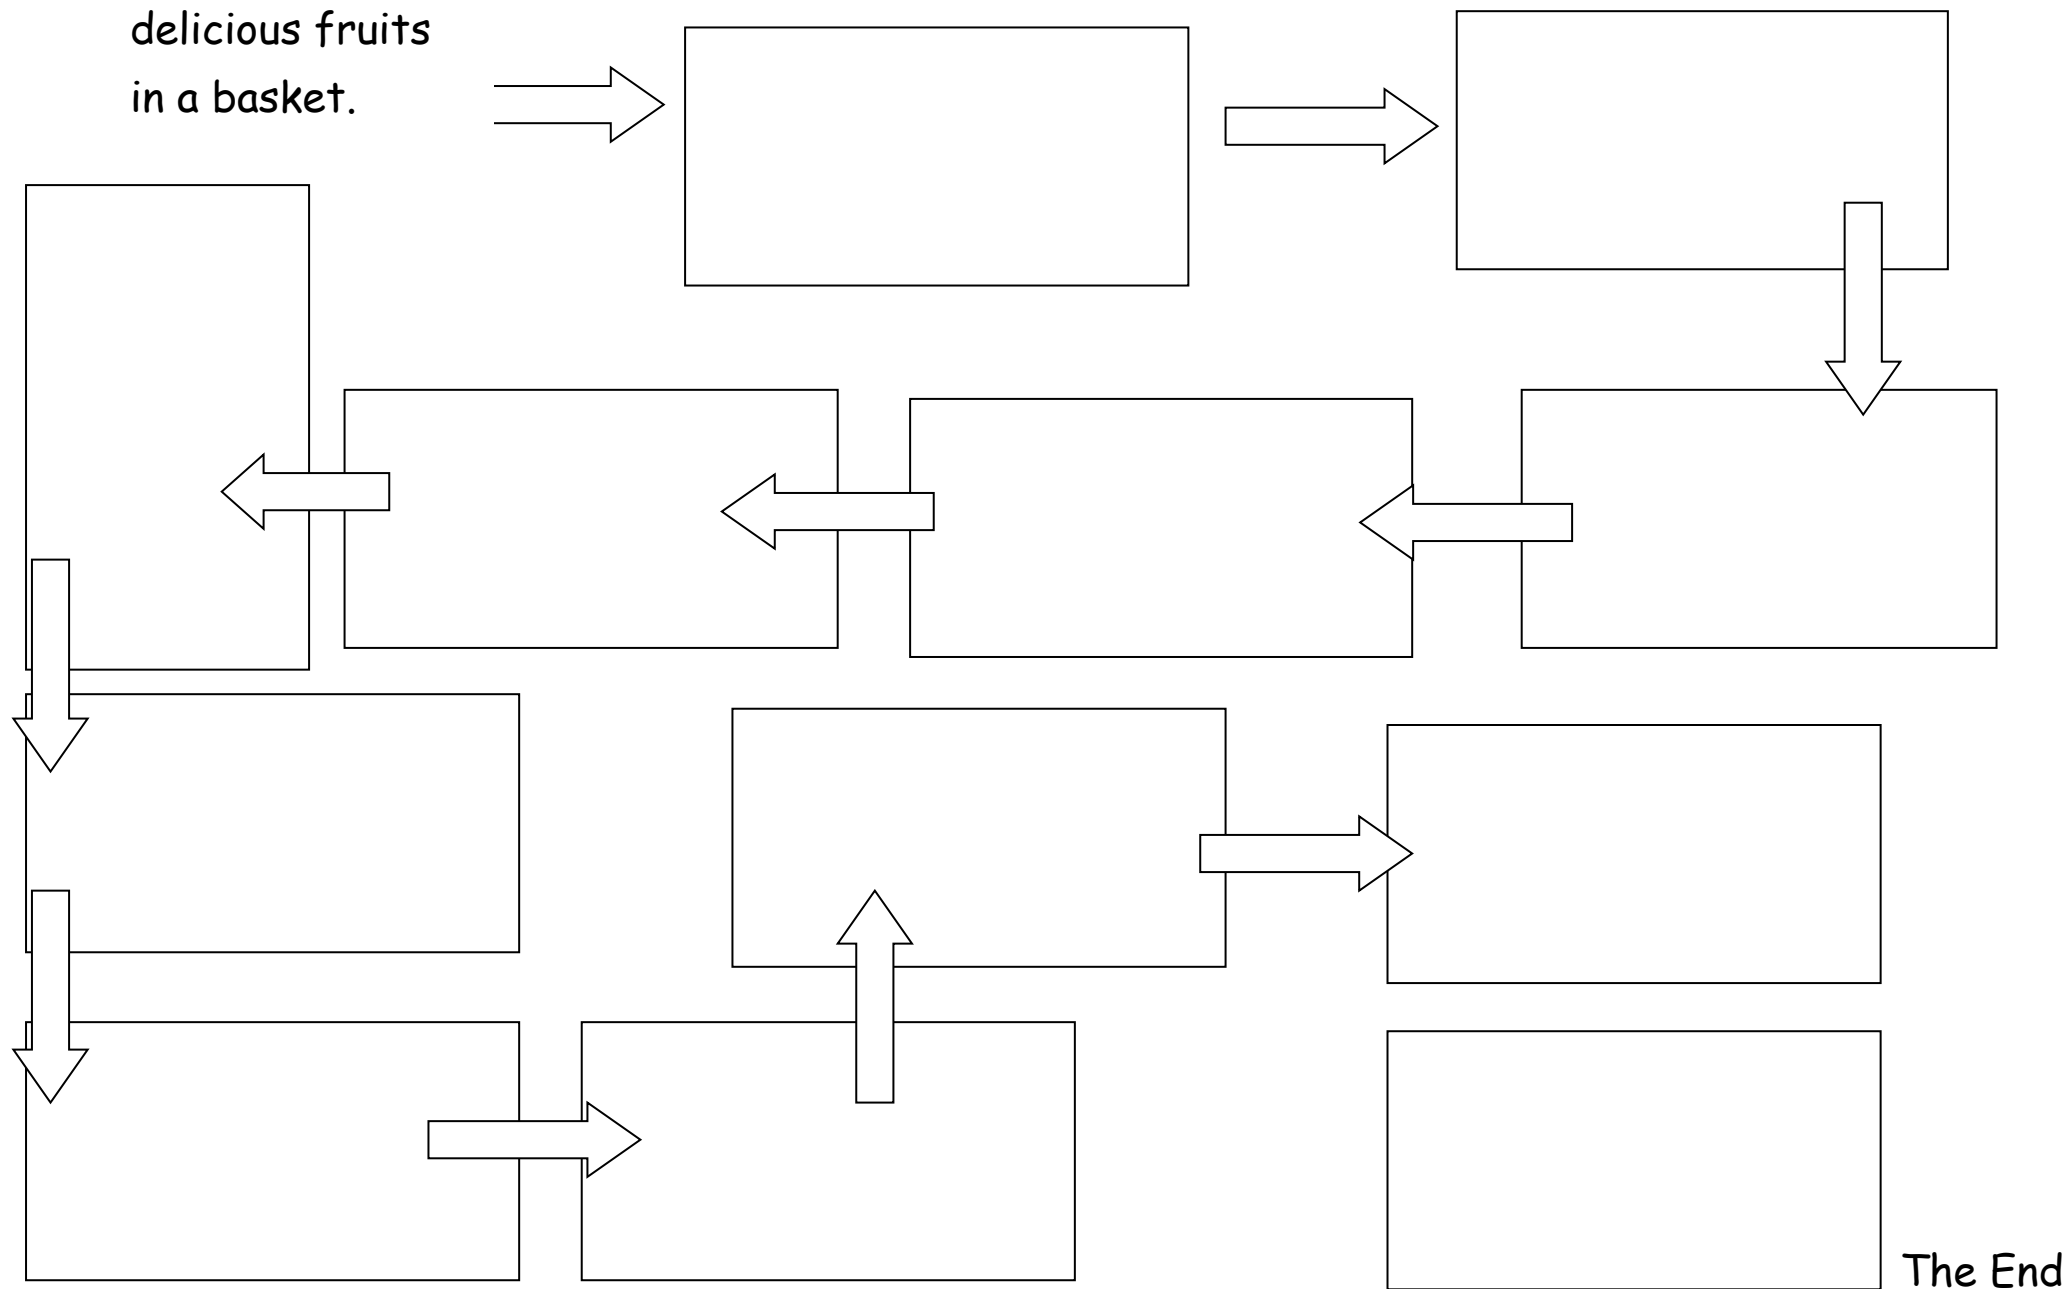 delicious fruits
in a basket.
The End